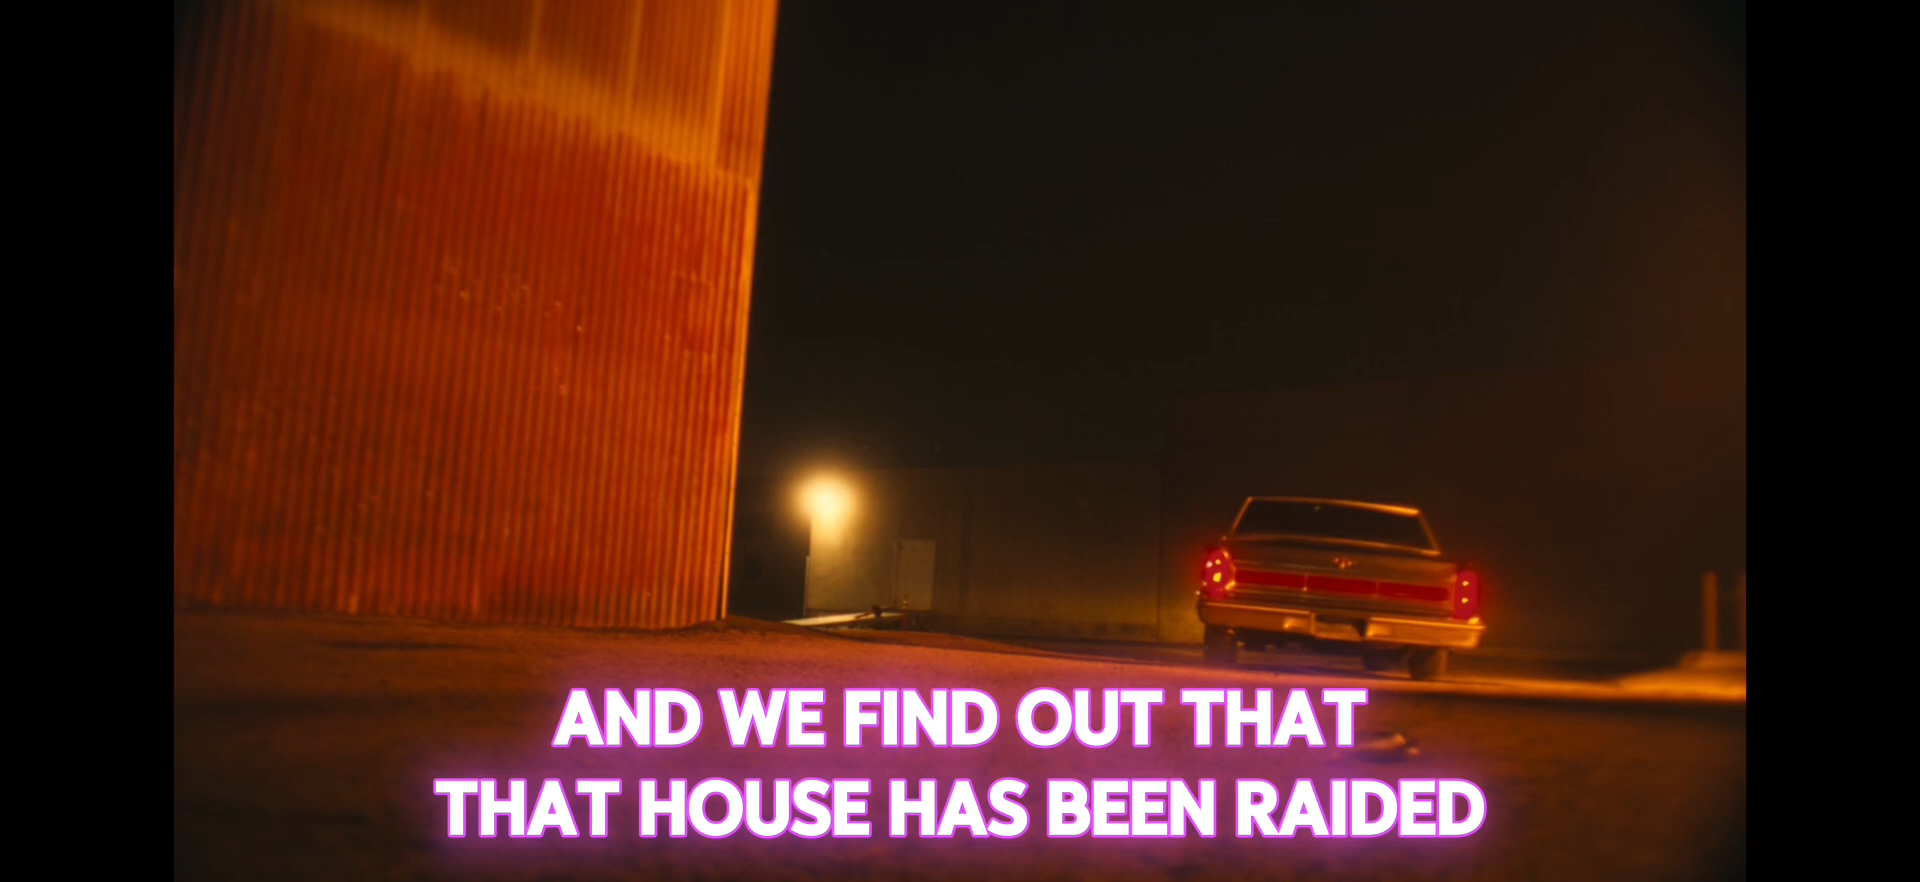 AND WE FIND OUT THAT
THAT HOUSE HAS BEEN RAIDED